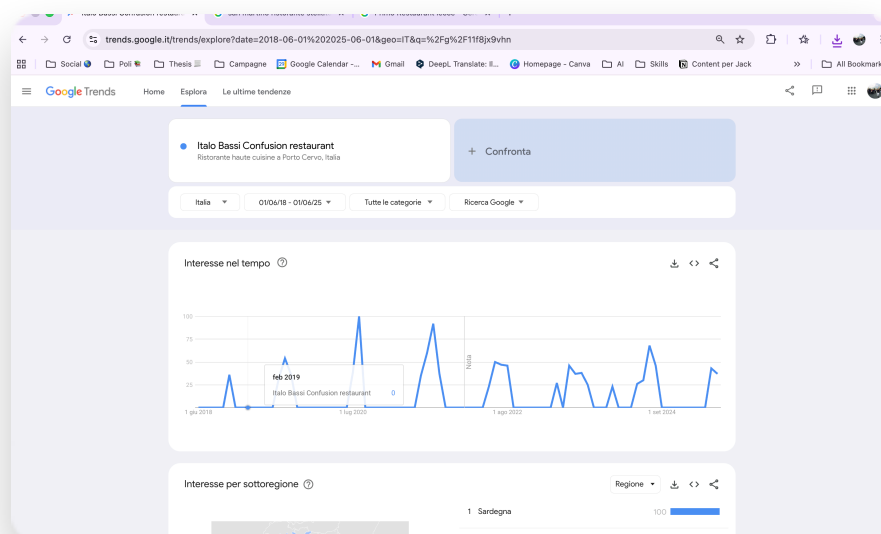 trends.google.it/trends/explore?date=2018-06-01%202025-06-01&geo=IT&q=%2Fg%2F11f8jx9vhn
Social Poli Thesis Campagne Google Calendar -... Gmail DeepL Translate: Il... Homepage - Canva AI Skills Content per Jack » All Bookmark
Google Trends Home Esplora Le ultime tendenze
Italo Bassi Confusion restaurant
Ristorante haute cuisine a Porto Cervo, Italia
+ Confronta
Italia 01/06/18 - 01/06/25 Tutte le categorie Ricerca Google
Interesse nel tempo
100
75
50
25
Nota
feb 2019
Italo Bassi Confusion restaurant 0
1 giu 2018 1 lug 2020 1 ago 2022 1 set 2024
Interesse per sottoregione Regione
1 Sardegna 100